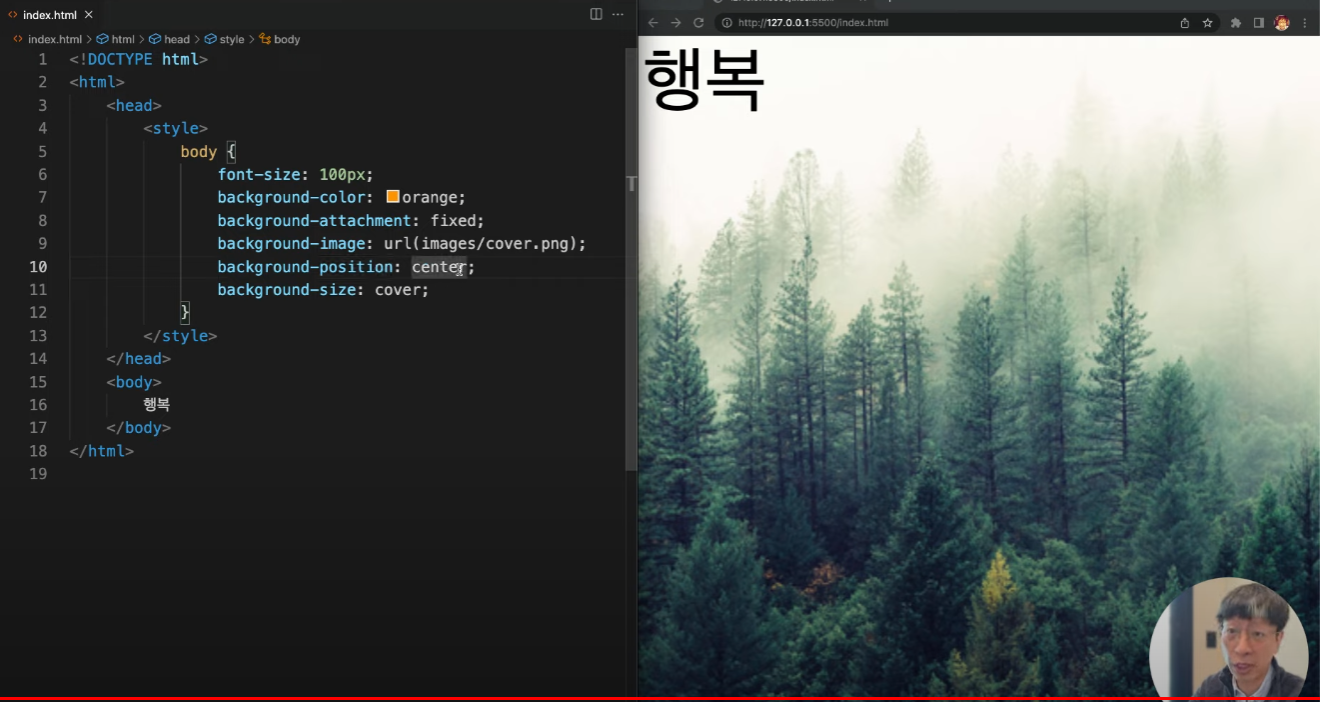 index.html
index.html > html > head > style > body
http://127.0.0.1:5500/index.html
1 <!DOCTYPE html>
2 <html>
3 <head>
4 <style>
5 body {
6 font-size: 100px;
7 background-color: orange;
8 background-attachment: fixed;
9 background-image: url(images/cover.png);
10 background-position: center;
11 background-size: cover;
12 }
13 </style>
14 </head>
15 <body>
16 행복
17 </body>
18 </html>
19
행복